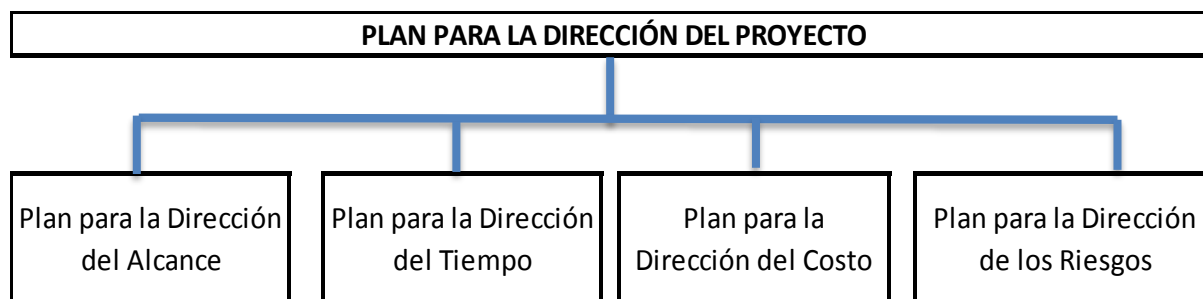 PLAN PARA LA DIRECCIÓN DEL PROYECTO
Plan para la Dirección
del Alcance
Plan para la Dirección
del Tiempo
Plan para la
Dirección del Costo
Plan para la Dirección
de los Riesgos